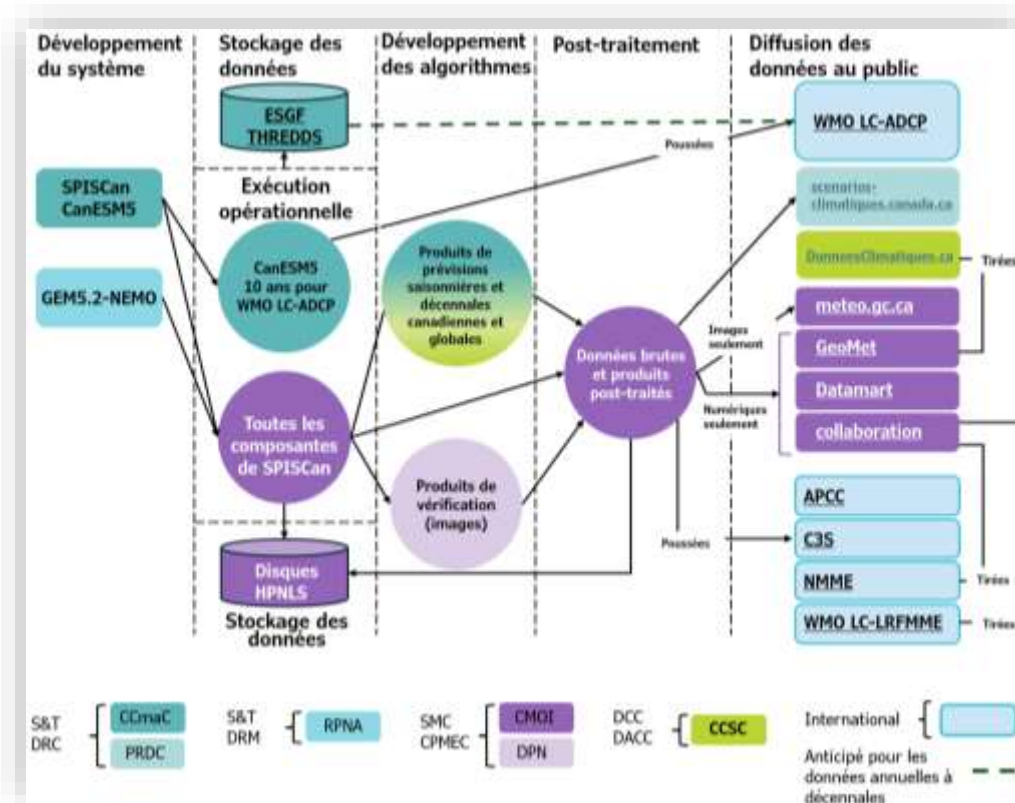 Développement
du système
Stockage des
données
Développement
des algorithmes
Post-traitement
Diffusion des
données au public
ESGF
THREDDS
WMO LC-ADCP
Poussées
SPISCan
CanESM5
Exécution
opérationnelle
scenarios-
climatiques.canada.ca
CanESM5
10 ans pour
WMO LC-ADCP
Produits de
prévisions
saisonnières et
décennales
canadiennes et
globales
DonneesClimatiques.ca
Tirées
GEM5.2-NEMO
meteo.gc.ca
Images
seulement
GeoMet
Données brutes
et produits
post-traités
Datamart
Numériques
seulement
collaboration
Toutes les
composantes
de SPISCan
Produits de
vérification
(images)
APCC
Poussées
C3S
Disques
HPNLS
NMME
Tirées
Stockage des
données
WMO LC-LRFMME
Tirées
S&T
DRC
CCmaC
PRDC
S&T
DRM
RPNA
SMC
CPMEC
CMOI
DPN
DCC
DACC
CCSC
International
Anticipé pour les
données annuelles à
décennales